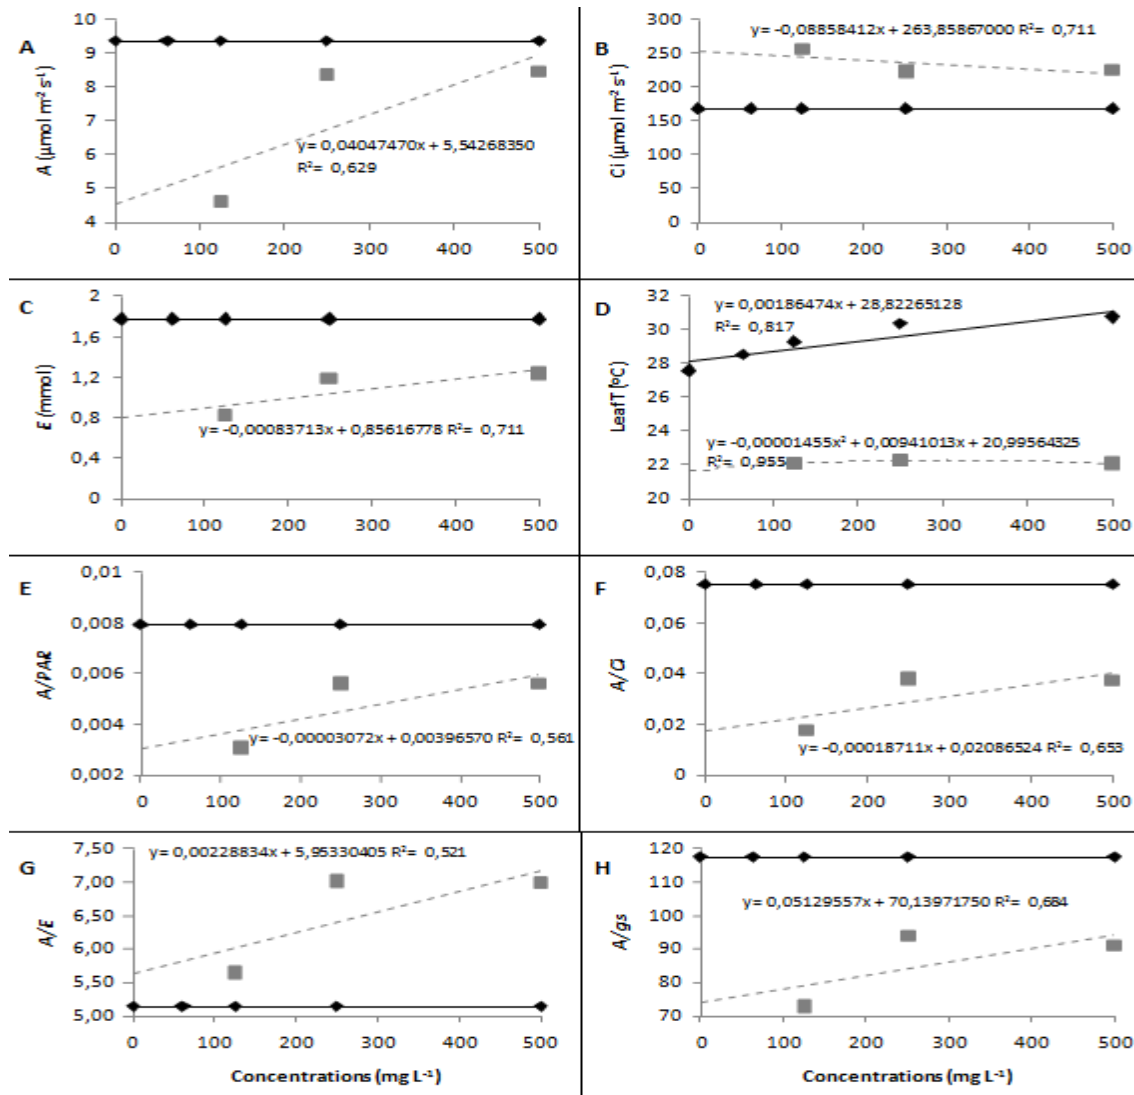 A
A (µmol m⁻² s⁻¹)
10
9
8
7
6
5
4
y= 0,04047470x + 5,54268350
R²= 0,629
0 100 200 300 400 500
B
Ci (µmol m⁻² s⁻¹)
300
250
200
150
100
50
0
y= -0,08858412x + 263,85867000 R²= 0,711
0 100 200 300 400 500
C
E (mmol)
2
1,6
1,2
0,8
0,4
0
y= -0,00083713x + 0,85616778 R²= 0,711
0 100 200 300 400 500
D
Leaf T (ºC)
32
30
28
26
24
22
20
y= 0,00186474x + 28,82265128
R²= 0,817
y= -0,00001455x² + 0,00941013x + 20,99564325
R²= 0,955
0 100 200 300 400 500
E
A/PAR
0,01
0,008
0,006
0,004
0,002
y= -0,00003072x + 0,00396570 R²= 0,561
0 100 200 300 400 500
F
A/Ci
0,08
0,06
0,04
0,02
0
y= -0,00018711x + 0,02086524 R²= 0,653
0 100 200 300 400 500
G
A/E
7,50
7,00
6,50
6,00
5,50
5,00
y= 0,00228834x + 5,95330405 R²= 0,521
0 100 200 300 400 500
Concentrations (mg L⁻¹)
H
A/gs
120
110
100
90
80
70
y= 0,05129557x + 70,13971750 R²= 0,684
0 100 200 300 400 500
Concentrations (mg L⁻¹)